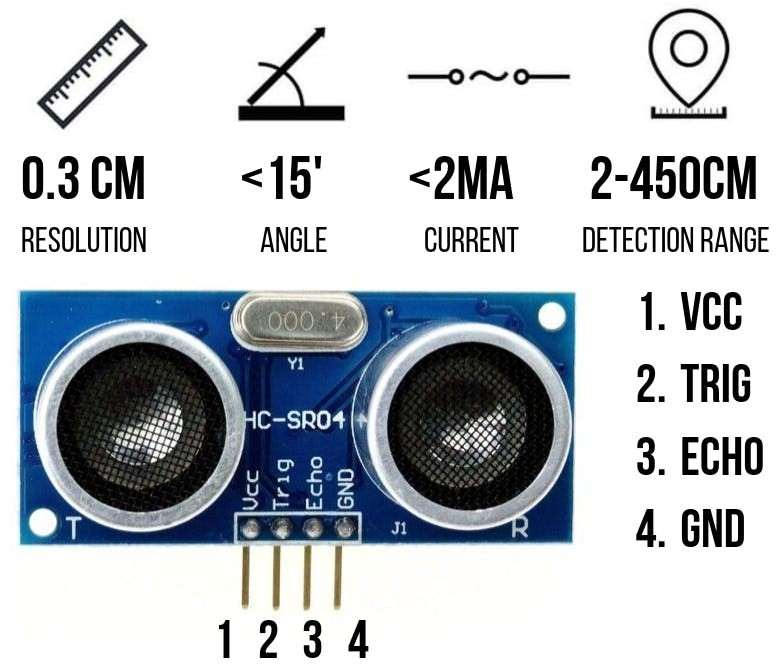 0.3 CM
<15'
<2MA
2-450CM
RESOLUTION
ANGLE
CURRENT
DETECTION RANGE
4.000
Y1
HC-SR04
Vcc
Trig
Echo
GND
T
J1
R
1. VCC
2. TRIG
3. ECHO
4. GND
1 2 3 4